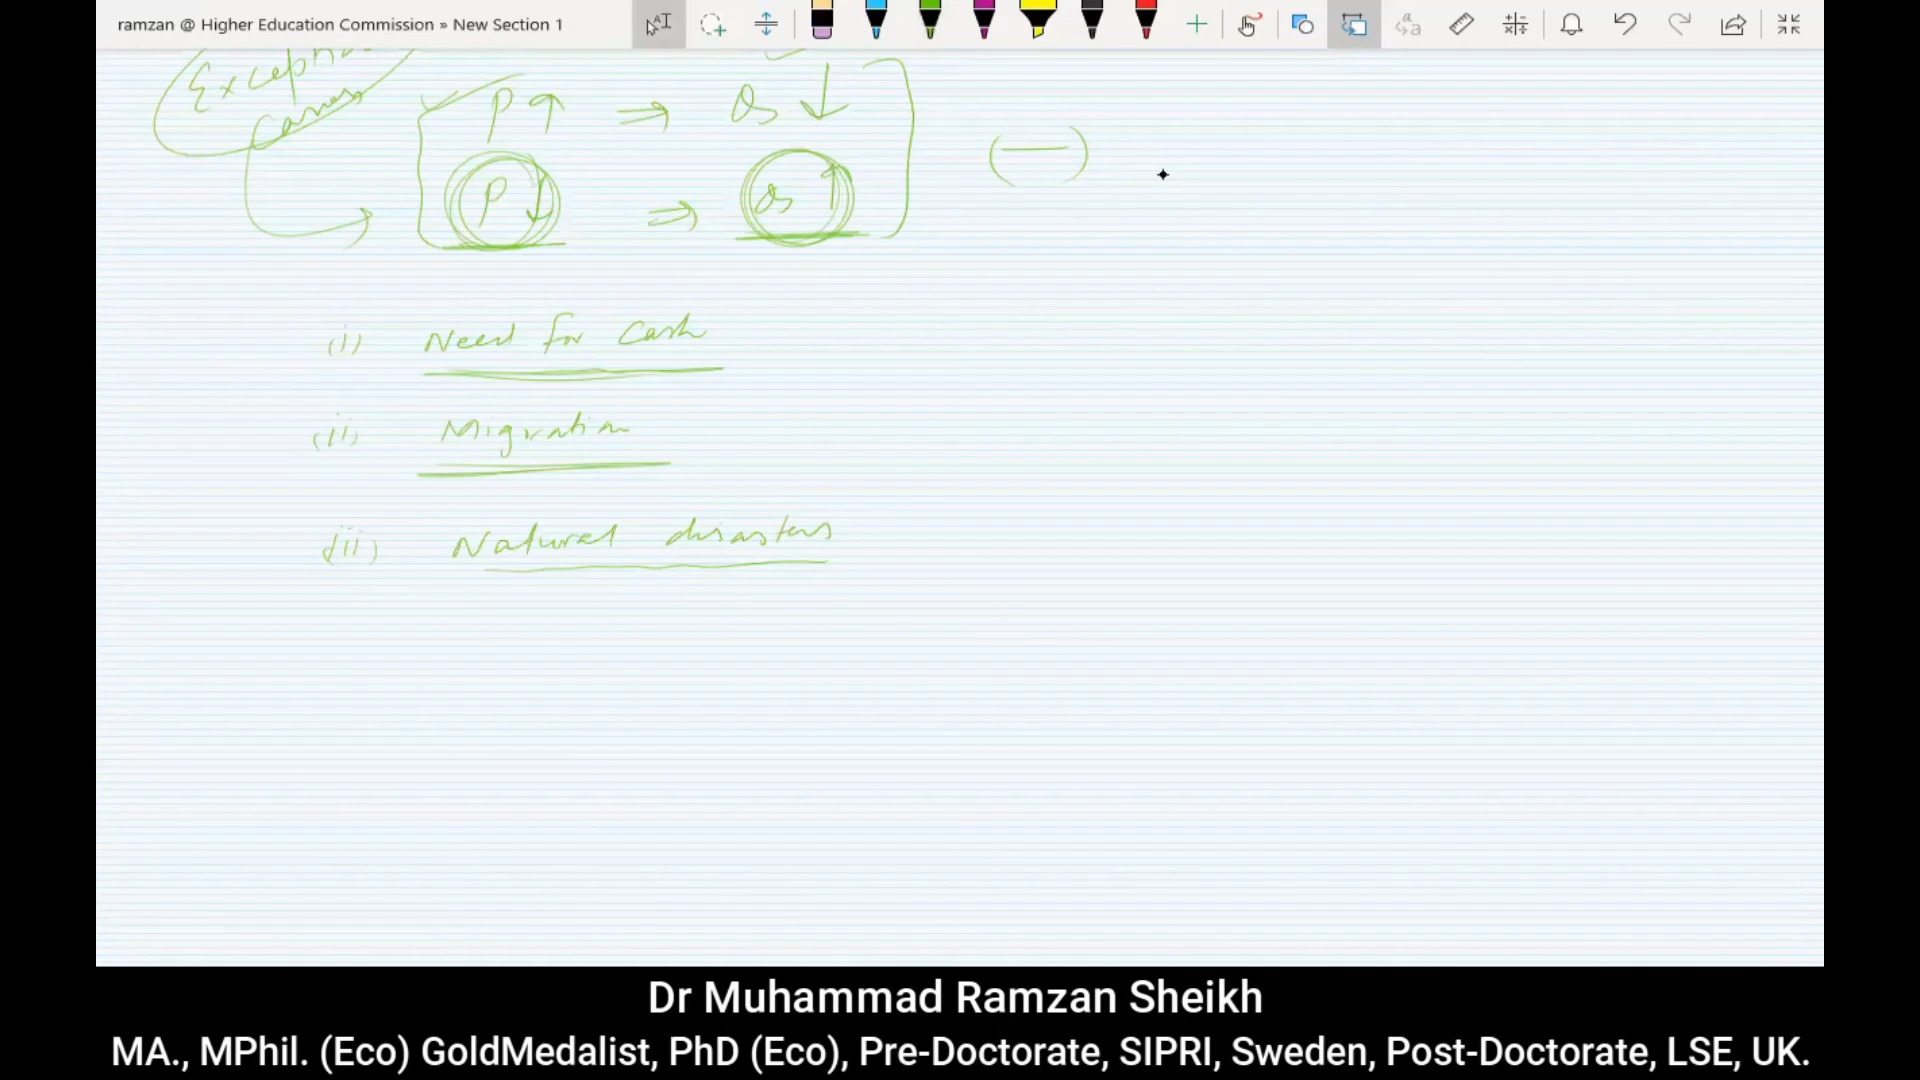 ramzan @ Higher Education Commission » New Section 1
cases
P↑ ⇒ Qs ↓
P↓ ⇒ Qs ↑
(—)
(i) Need for Cash
(ii) Migration
(iii) Natural disasters
Dr Muhammad Ramzan Sheikh
MA., MPhil. (Eco) GoldMedalist, PhD (Eco), Pre-Doctorate, SIPRI, Sweden, Post-Doctorate, LSE, UK.